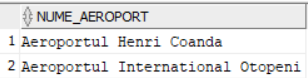 NUME_AEROPORT
1 Aeroportul Henri Coanda
2 Aeroportul International Otopeni